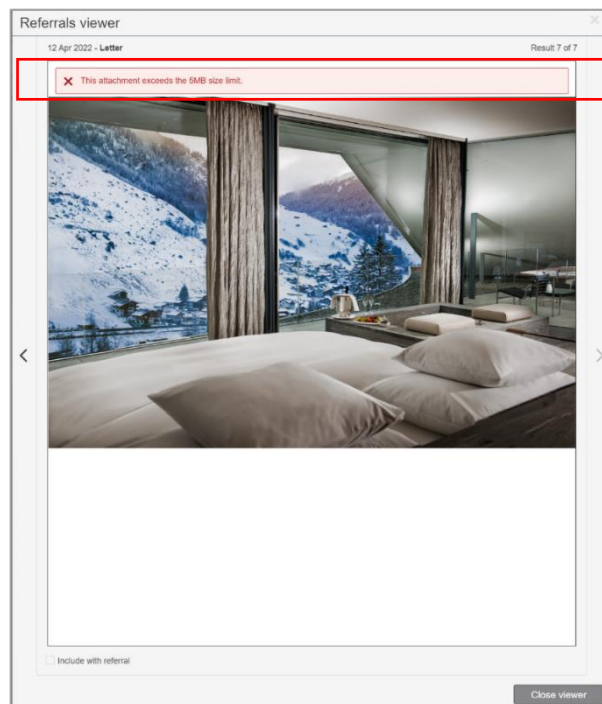 Referrals viewer
12 Apr 2022 - Letter
Result 7 of 7
This attachment exceeds the 5MB size limit.
Include with referral
Close viewer